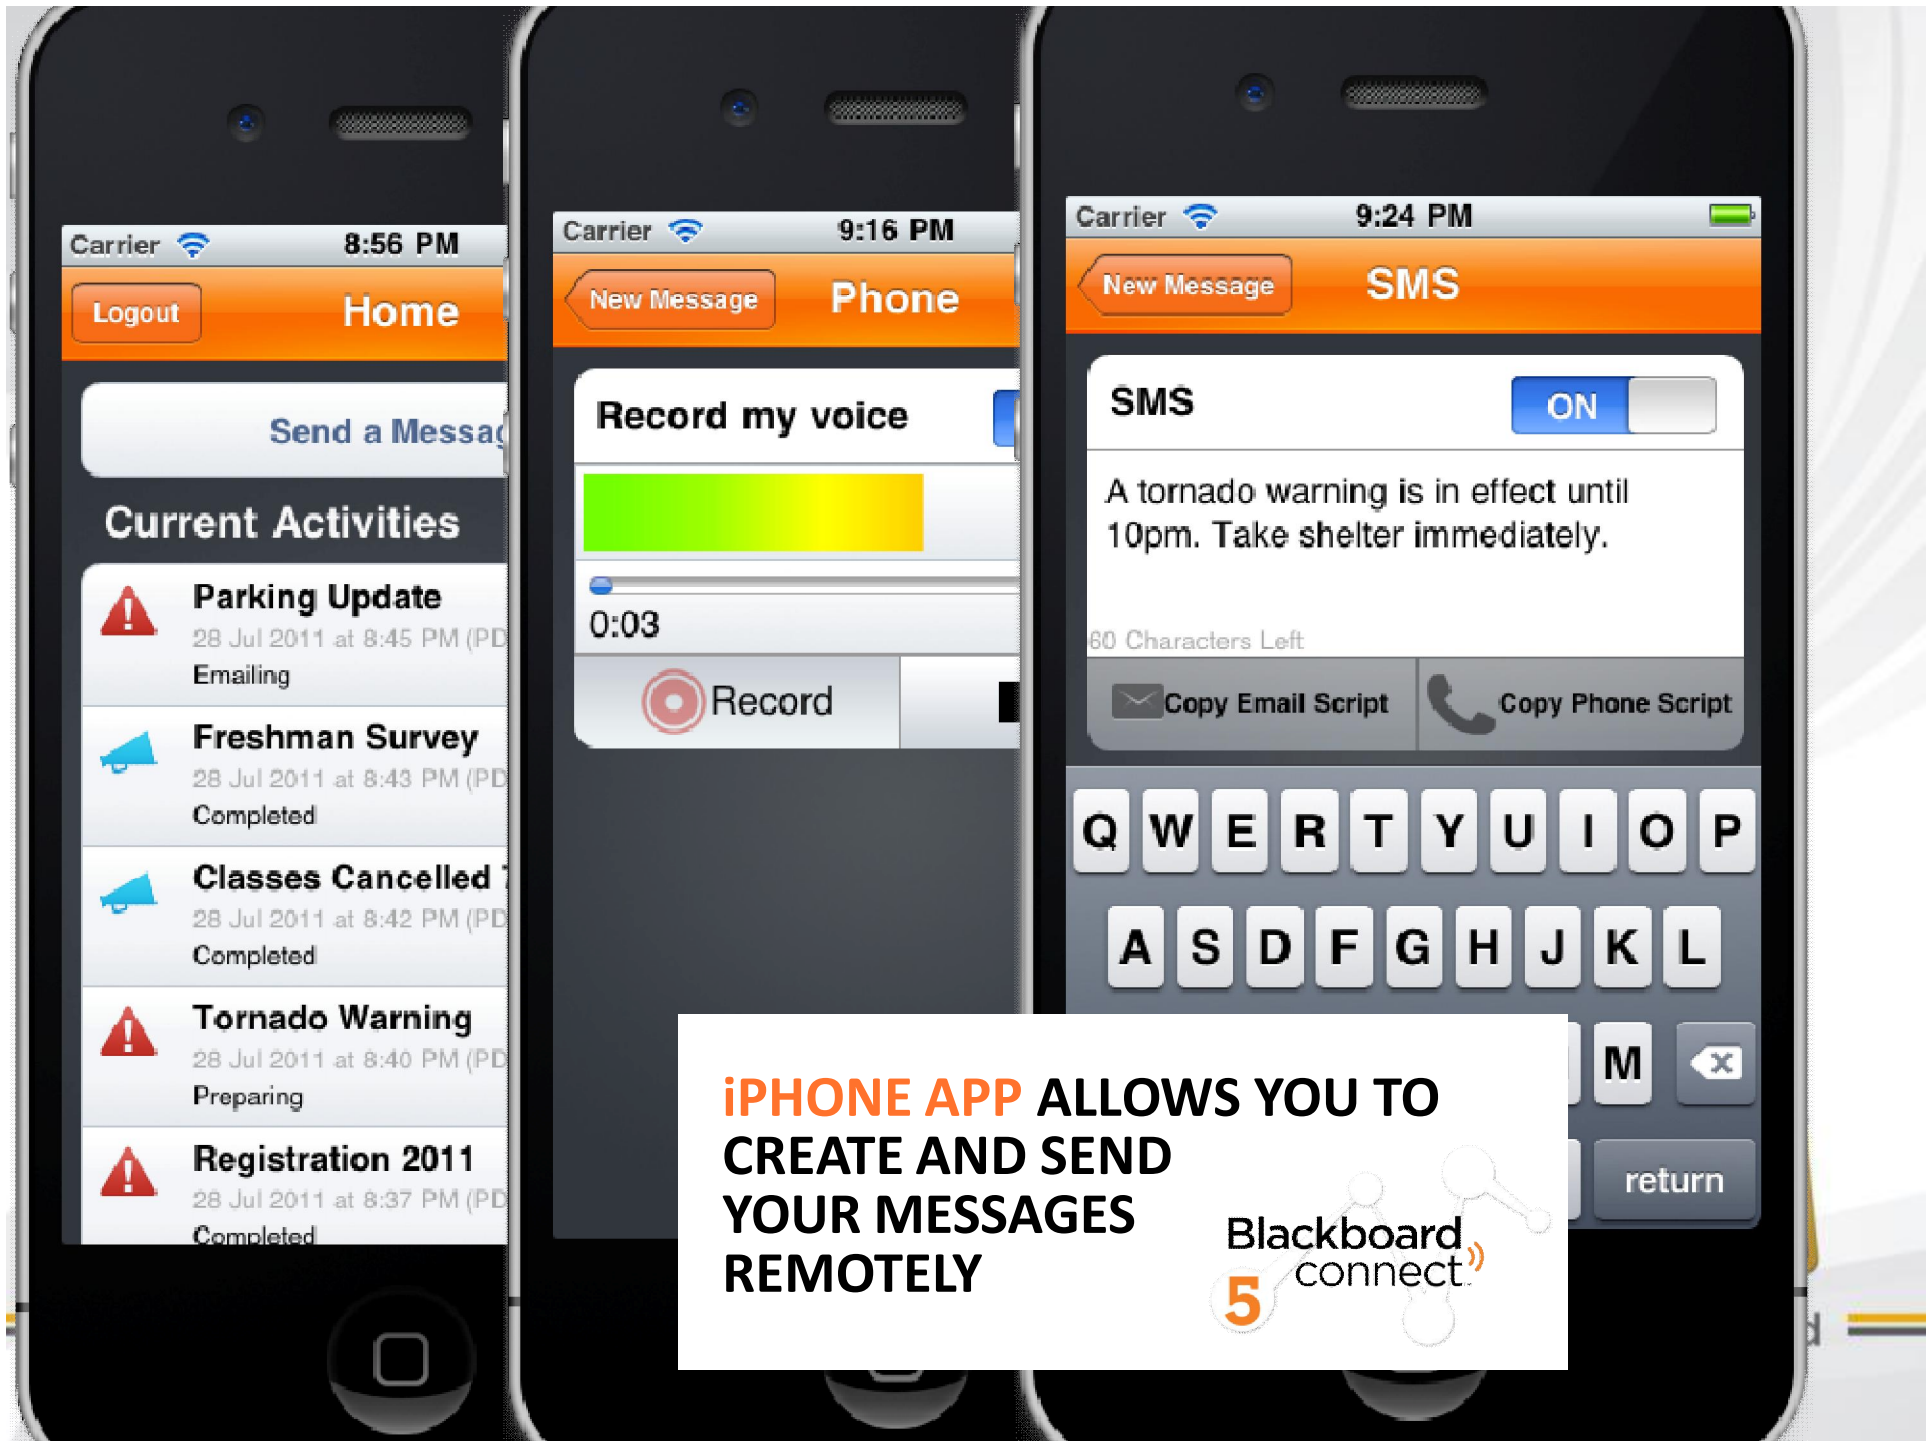 Carrier 8:56 PM
Logout Home
Send a
Current Activities
Parking Update
28 Jul 2011 at 8:45 PM
Emailing
Freshman Survey
28 Jul 2011 at 8:43 PM
Completed
Classes Cancelled
28 Jul 2011 at 8:42 PM
Completed
Tornado Warning
28 Jul 2011 at 8:40 PM
Preparing
Registration 2011
28 Jul 2011 at 8:37 PM
Completed
Carrier 9:16 PM
New Message Phone
Record my voice
0:03
Record
Carrier 9:24 PM
New Message SMS
SMS ON
A tornado warning is in effect until
10pm. Take shelter immediately.
60 Characters Left
Copy Email Script Copy Phone Script
Q W E R T Y U I O P
A S D F G H J K L
M
return
iPHONE APP ALLOWS YOU TO
CREATE AND SEND
YOUR MESSAGES
REMOTELY
Blackboard
connect
5